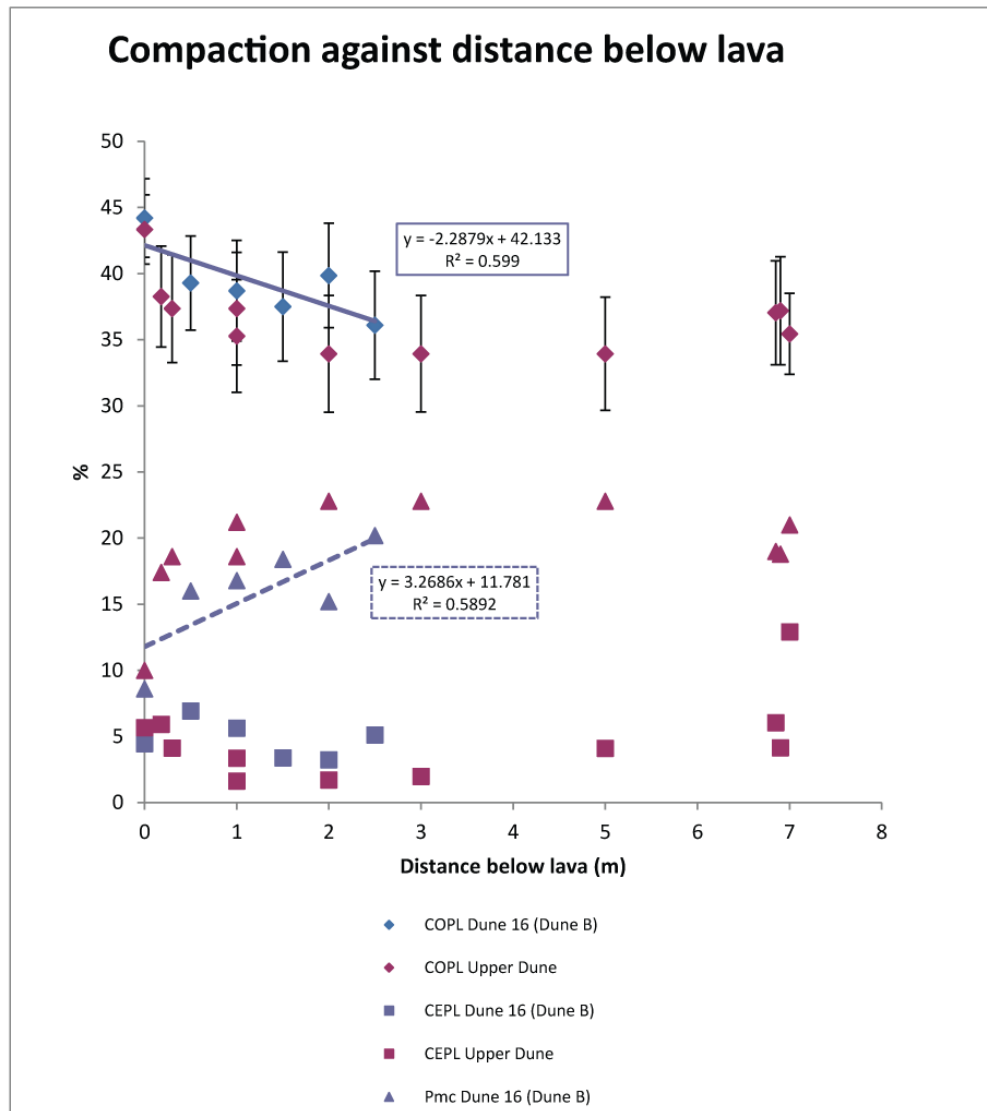 Compaction against distance below lava
50
45
40
35
30
25
20
15
10
5
0
%
y = -2.2879x + 42.133
R² = 0.599
y = 3.2686x + 11.781
R² = 0.5892
0 1 2 3 4 5 6 7 8
Distance below lava (m)
COPL Dune 16 (Dune B)
COPL Upper Dune
CEPL Dune 16 (Dune B)
CEPL Upper Dune
Pmc Dune 16 (Dune B)